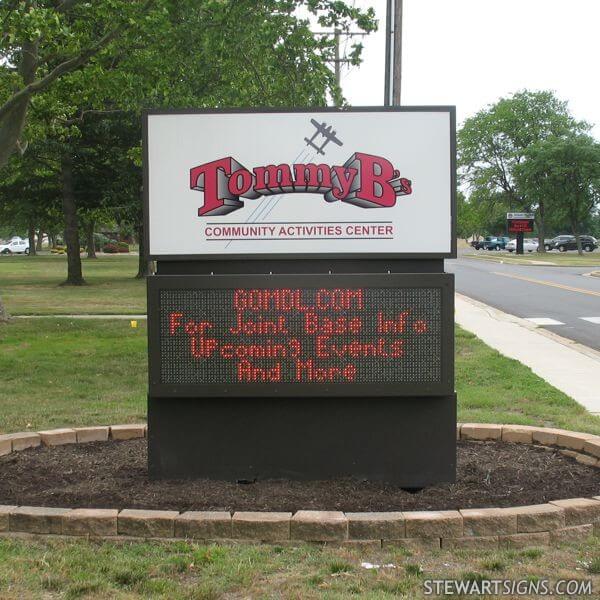 TommyB's
COMMUNITY ACTIVITIES CENTER
GOMDL.COM
For Joint Base Info
UPcoming Events
And More
STEWARTSIGNS.COM